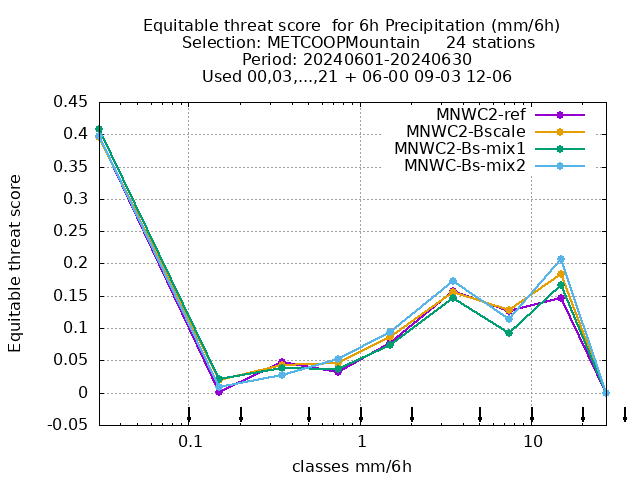 Equitable threat score  for 6h Precipitation (mm/6h)
Selection: METCOOPMountain     24 stations
Period: 20240601-20240630
Used 00,03,...,21 + 06-00 09-03 12-06
MNWC2-ref
MNWC2-Bscale
MNWC2-Bs-mix1
MNWC-Bs-mix2
Equitable threat score
0.45
0.4
0.35
0.3
0.25
0.2
0.15
0.1
0.05
0
-0.05
0.1 1 10
classes mm/6h